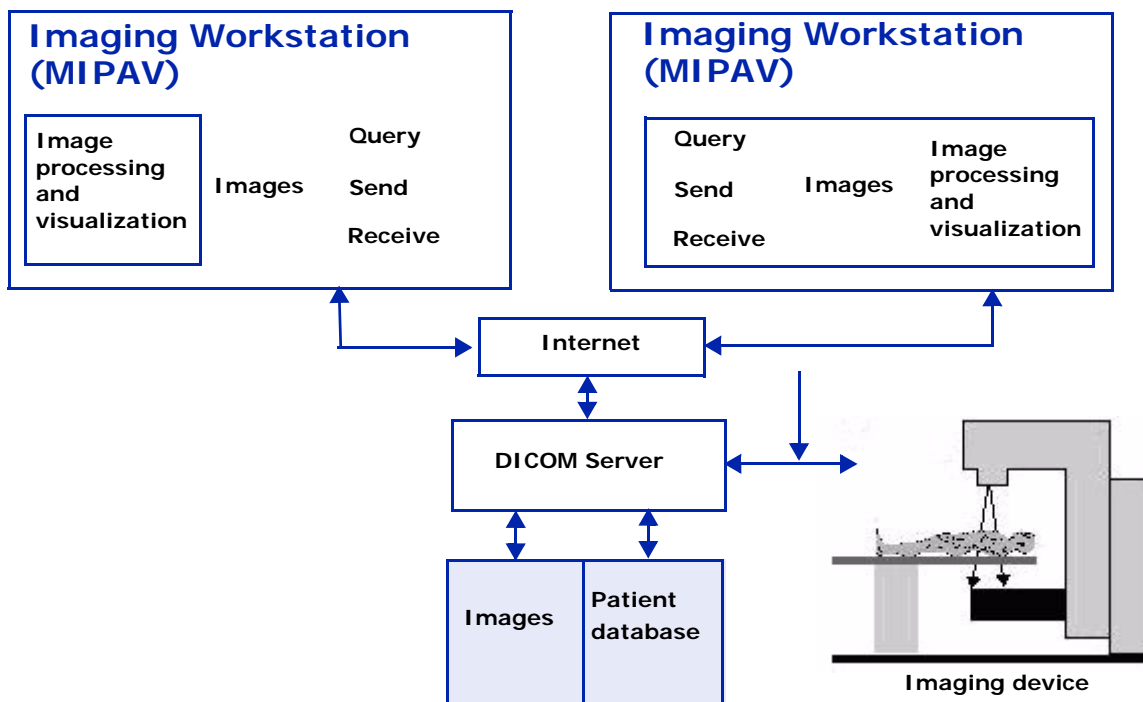 Imaging Workstation
(MIPAV)
Image
processing
and
visualization
Images
Query
Send
Receive
Imaging Workstation
(MIPAV)
Query
Send
Receive
Images
Image
processing
and
visualization
Internet
DICOM Server
Images
Patient
database
Imaging device